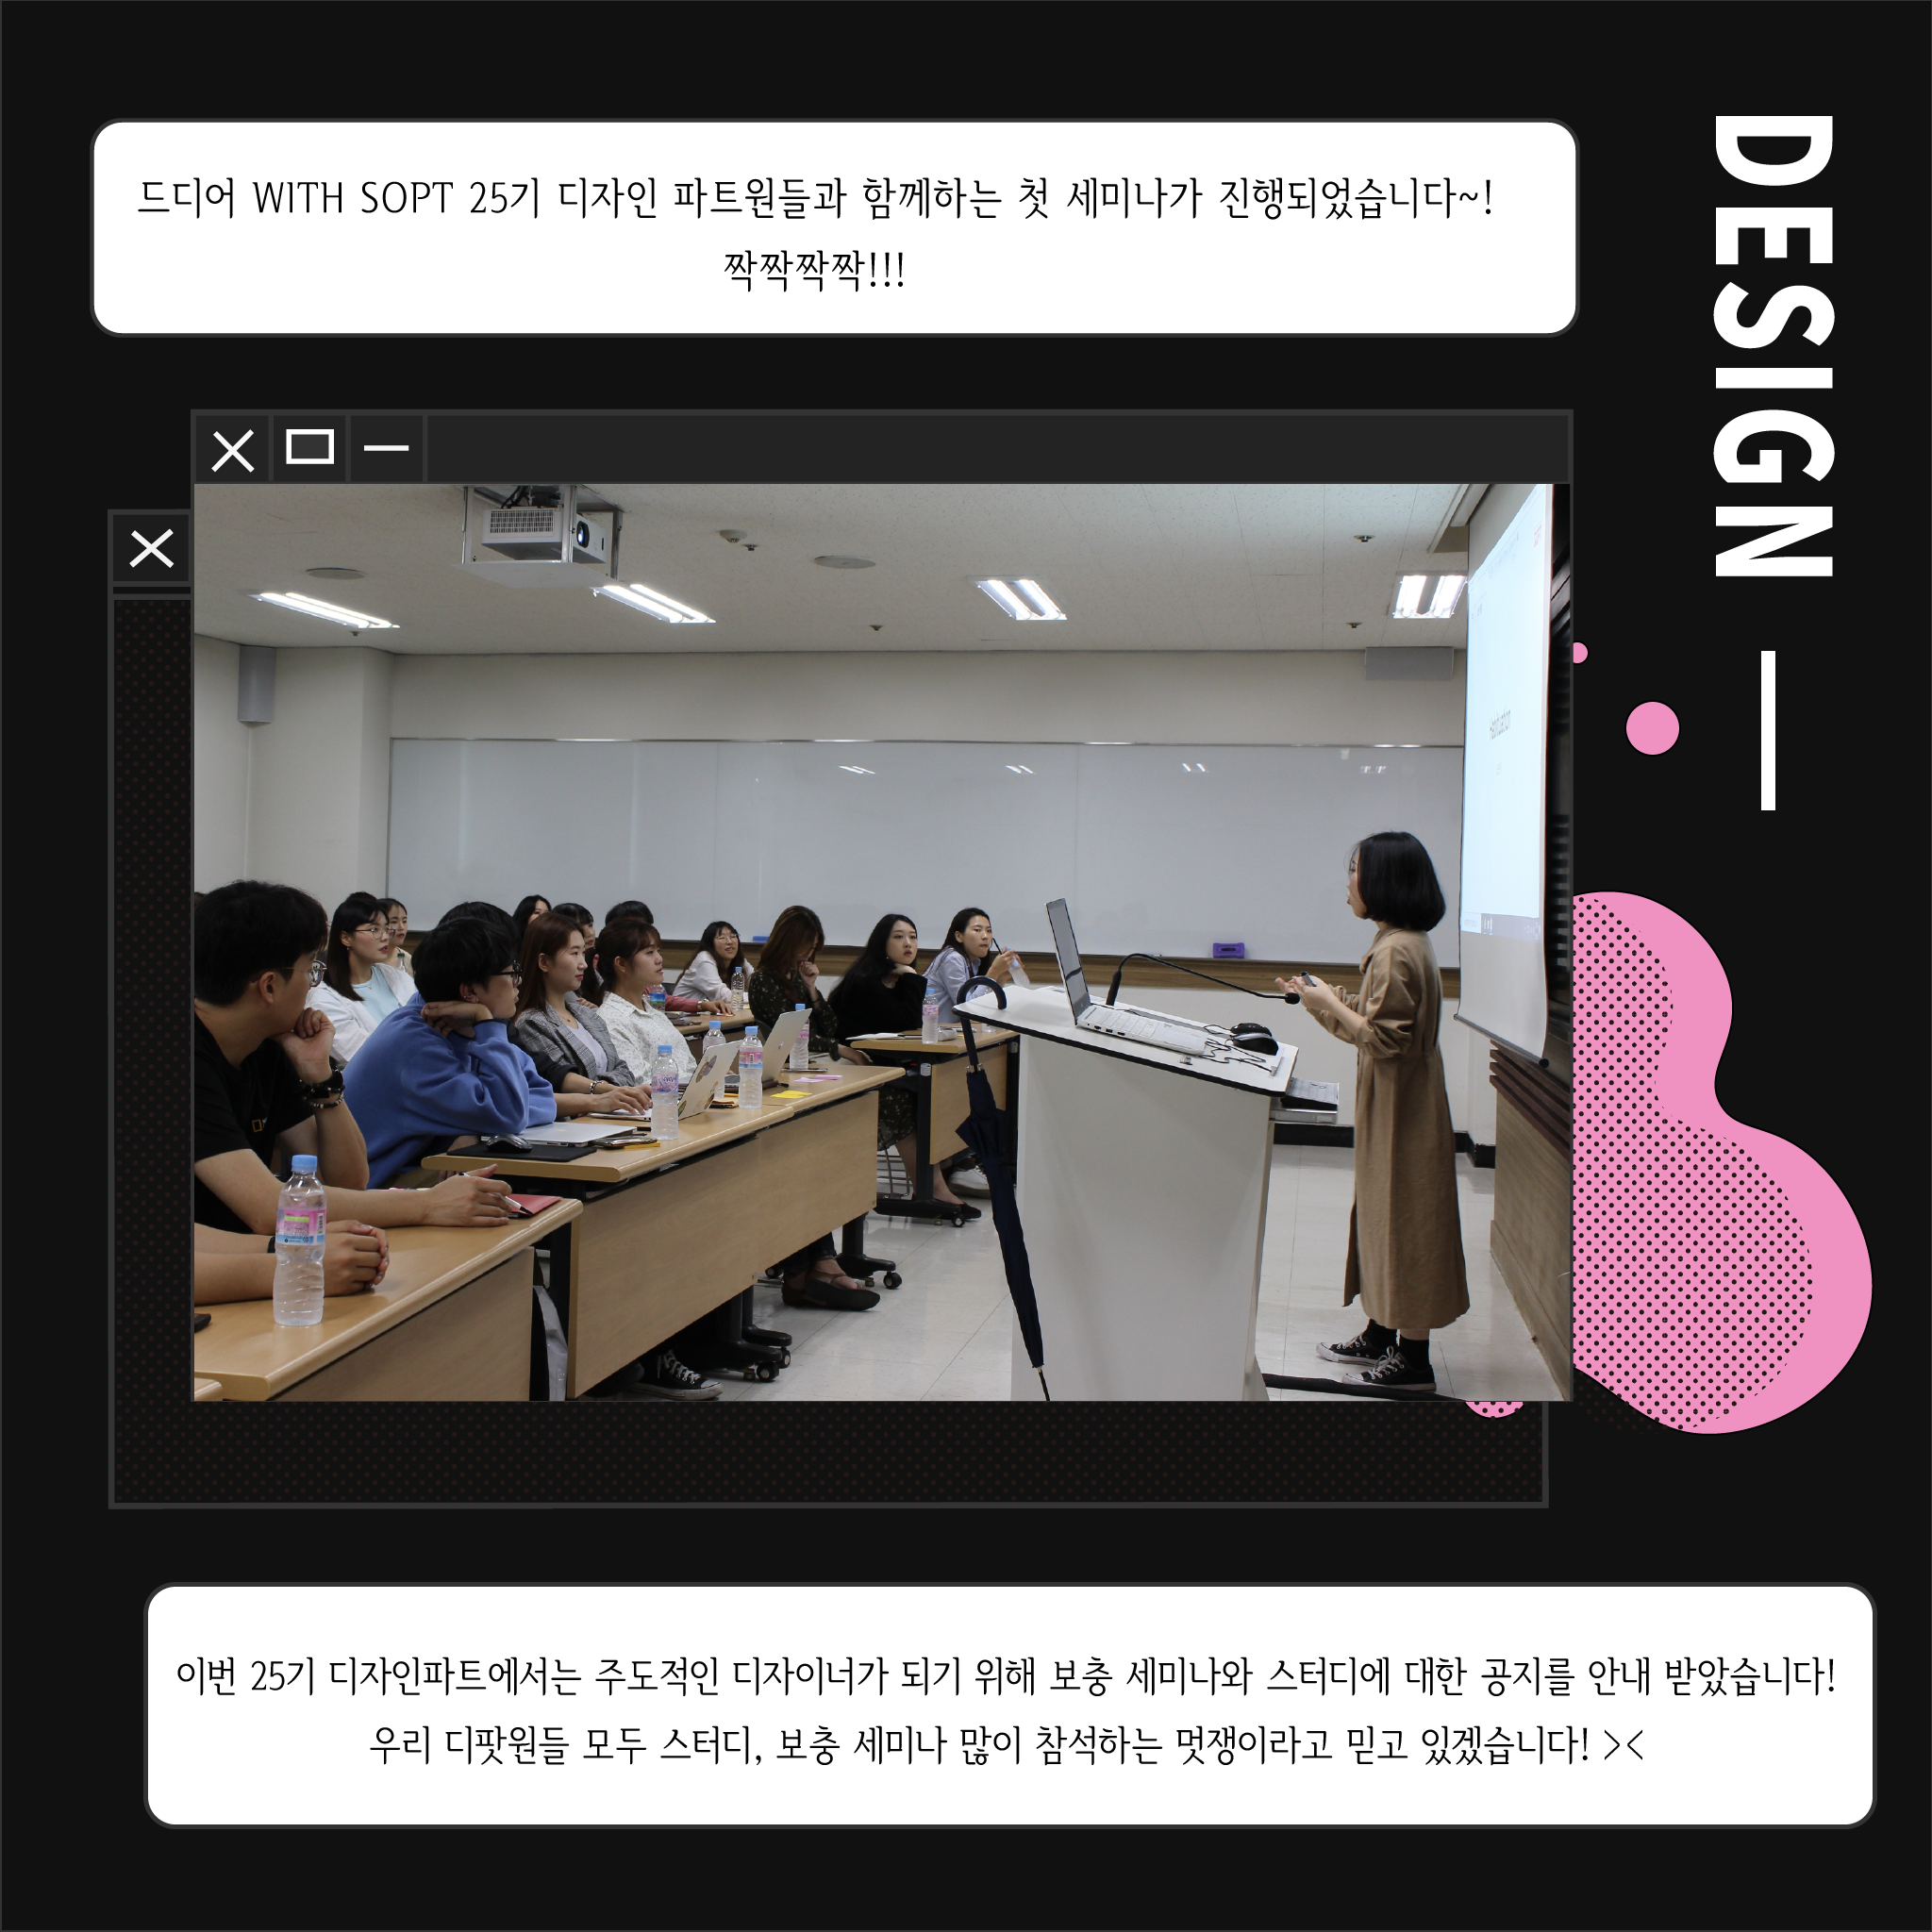 드디어 WITH SOPT 25기 디자인 파트원들과 함께하는 첫 세미나가 진행되었습니다~!
짝짝짝짝!!!
DESIGN
이번 25기 디자인파트에서는 주도적인 디자이너가 되기 위해 보충 세미나와 스터디에 대한 공지를 안내 받았습니다!
우리 디팟원들 모두 스터디, 보충 세미나 많이 참석하는 멋쟁이라고 믿고 있겠습니다! ><